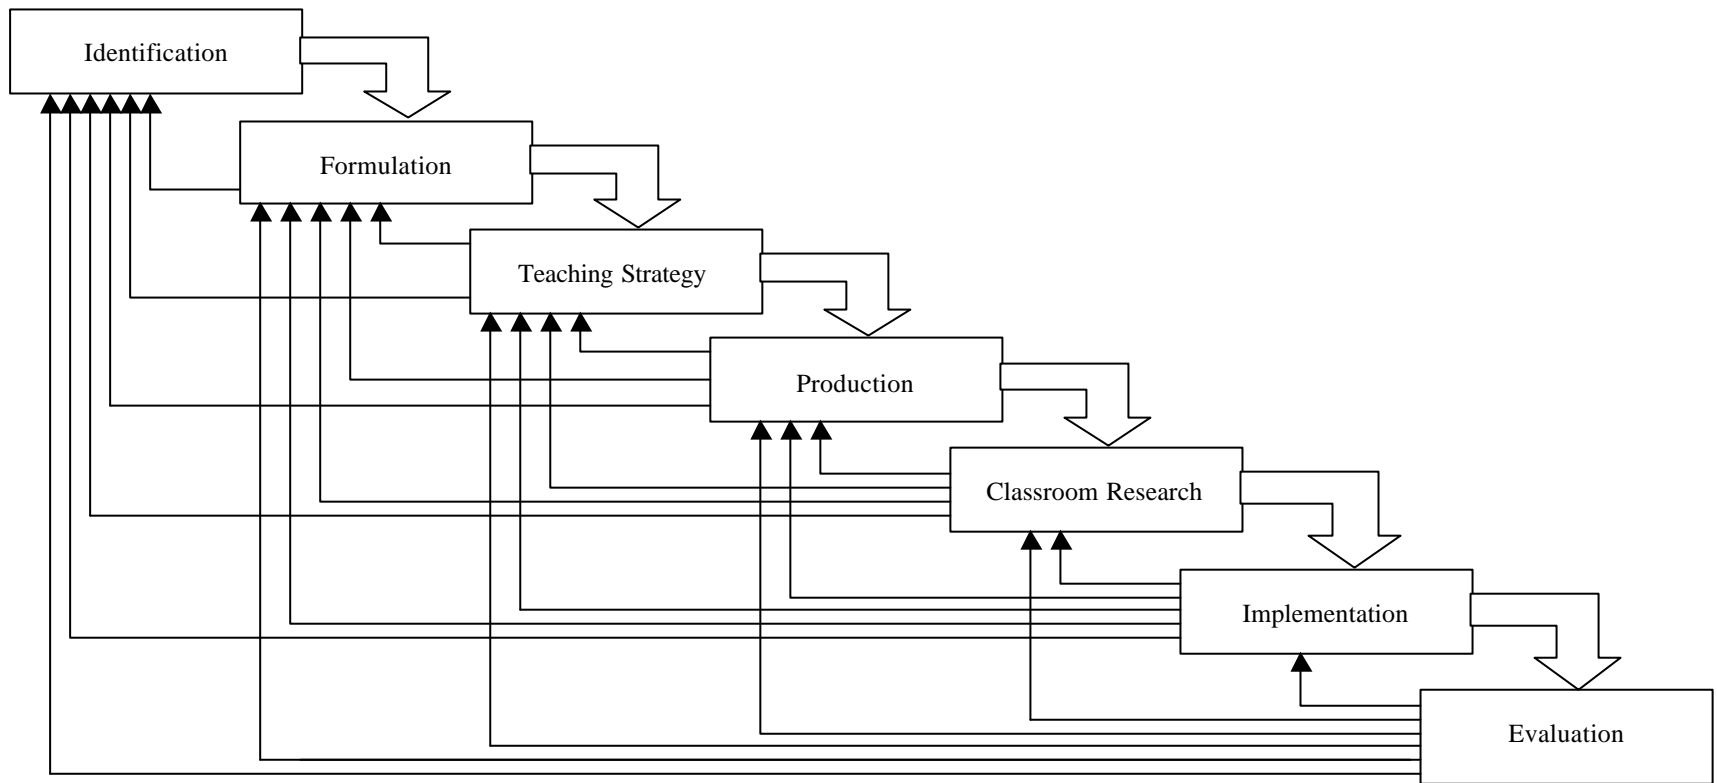 Identification
Formulation
Teaching Strategy
Production
Classroom Research
Implementation
Evaluation